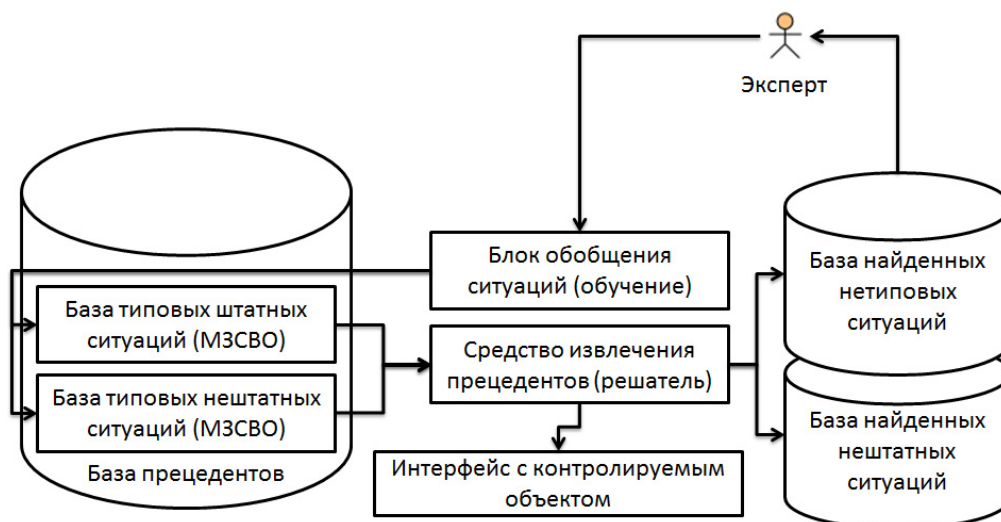 Эксперт
Блок обобщения
ситуаций (обучение)
База типовых штатных
ситуаций (МЗСВО)
База типовых нештатных
ситуаций (МЗСВО)
База прецедентов
Средство извлечения
прецедентов (решатель)
Интерфейс с контролируемым
объектом
База найденных
нетиповых
ситуаций
База найденных
нештатных
ситуаций